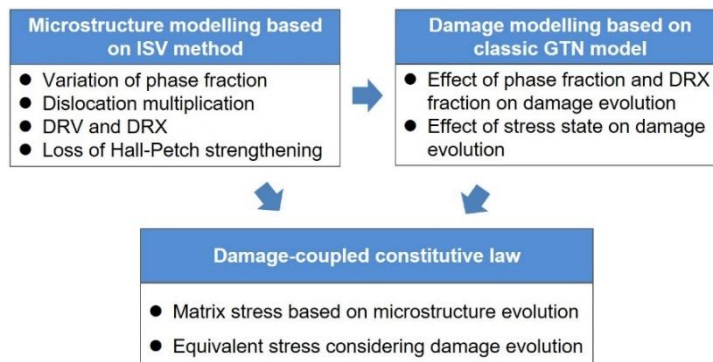 Microstructure modelling based
on ISV method
● Variation of phase fraction
● Dislocation multiplication
● DRV and DRX
● Loss of Hall-Petch strengthening
Damage modelling based on
classic GTN model
● Effect of phase fraction and DRX
fraction on damage evolution
● Effect of stress state on damage
evolution
Damage-coupled constitutive law
● Matrix stress based on microstructure evolution
● Equivalent stress considering damage evolution